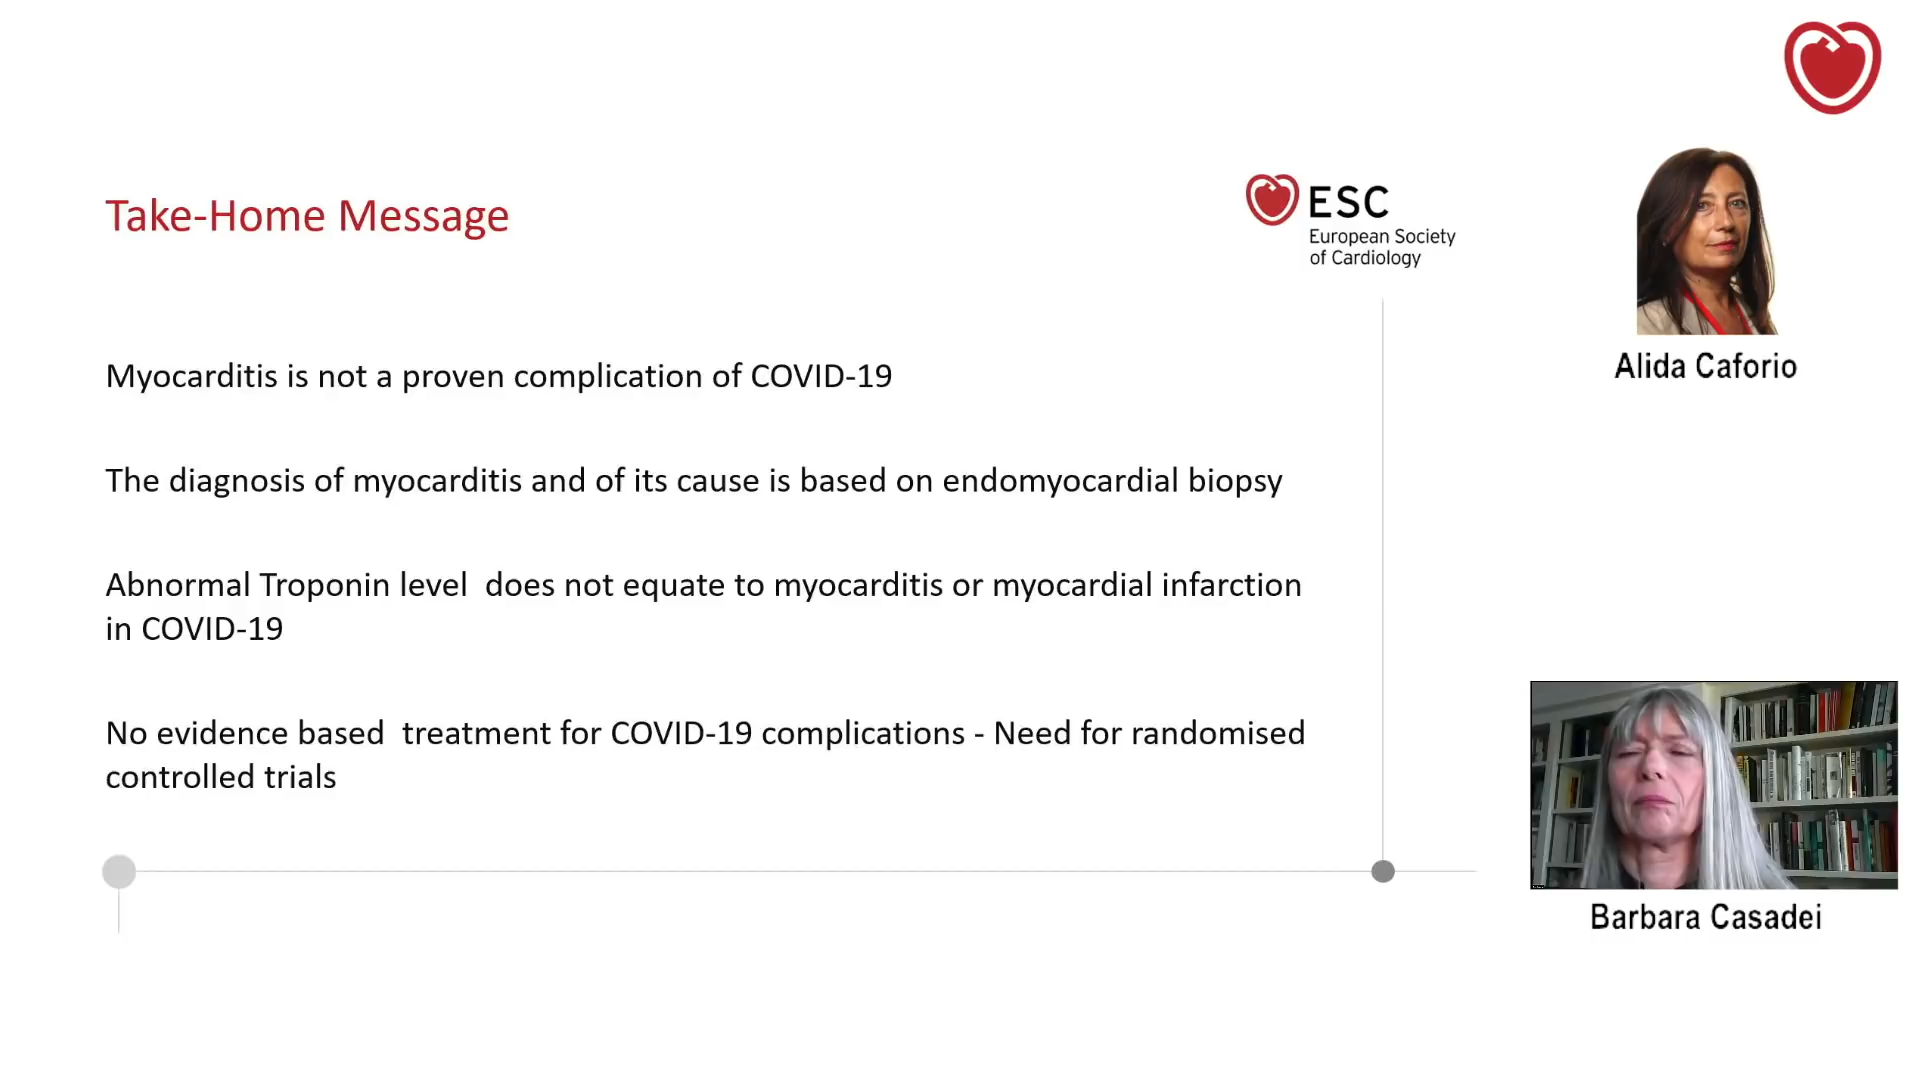 Take-Home Message
ESC
European Society
of Cardiology
Myocarditis is not a proven complication of COVID-19
The diagnosis of myocarditis and of its cause is based on endomyocardial biopsy
Abnormal Troponin level  does not equate to myocarditis or myocardial infarction
in COVID-19
No evidence based  treatment for COVID-19 complications - Need for randomised
controlled trials
Alida Caforio
Barbara Casadei